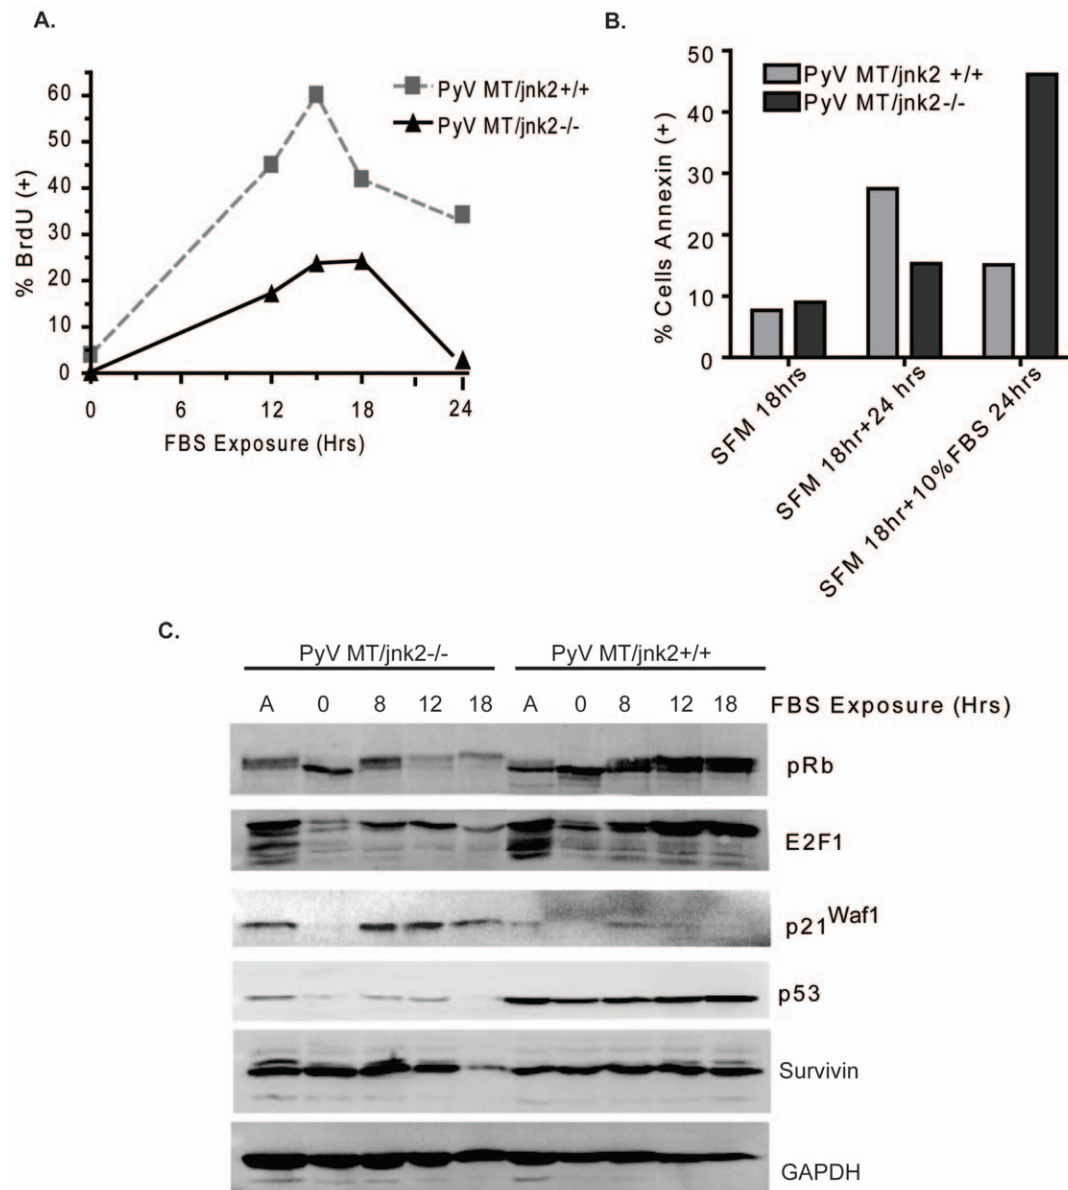 A.
60
50
40
30
20
10
0
% BrdU (+)
PyV MT/jnk2+/+
PyV MT/jnk2-/-
0 6 12 18 24
FBS Exposure (Hrs)
B.
50
40
30
20
10
0
% Cells Annexin (+)
PyV MT/jnk2 +/+
PyV MT/jnk2-/-
SFM 18hrs
SFM 18hr+24 hrs
SFM 18hr+10%FBS 24hrs
C.
PyV MT/jnk2-/- PyV MT/jnk2+/+
A 0 8 12 18 A 0 8 12 18 FBS Exposure (Hrs)
pRb
E2F1
p21Waf1
p53
Survivin
GAPDH